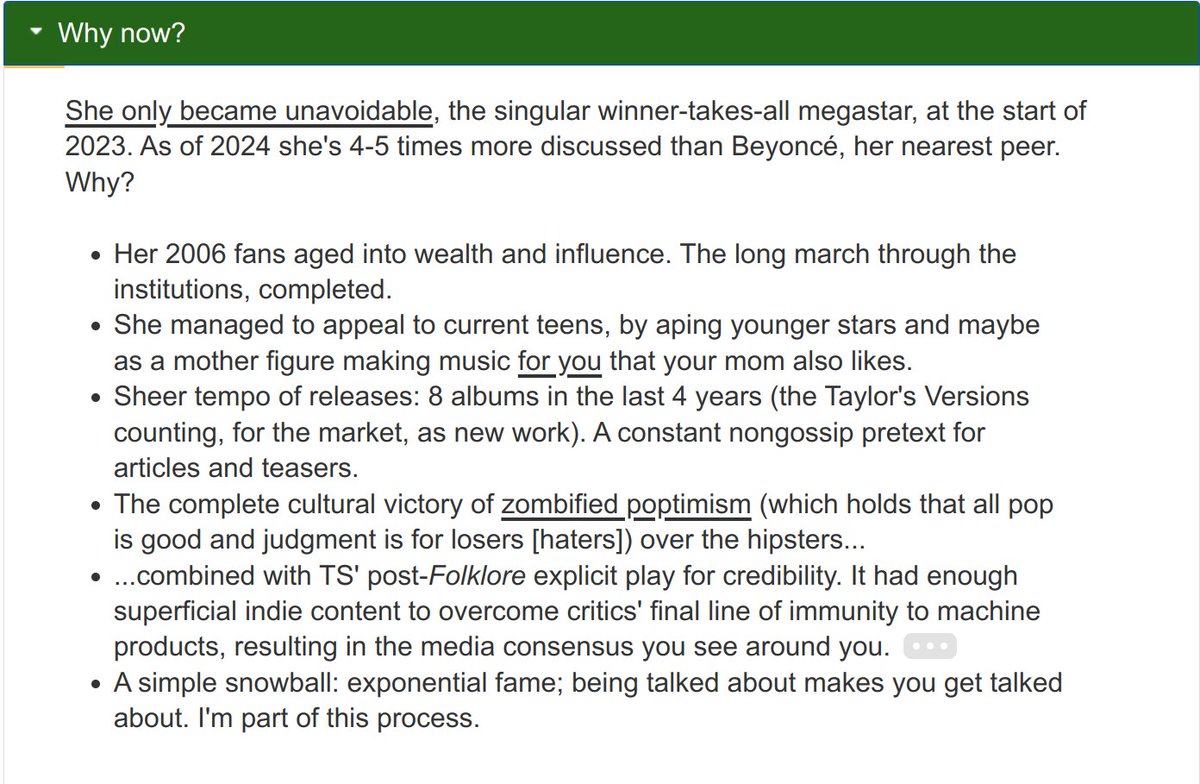 Why now?
She only became unavoidable, the singular winner-takes-all megastar, at the start of
2023. As of 2024 she's 4-5 times more discussed than Beyoncé, her nearest peer.
Why?
• Her 2006 fans aged into wealth and influence. The long march through the
institutions, completed.
• She managed to appeal to current teens, by aping younger stars and maybe
as a mother figure making music for you that your mom also likes.
• Sheer tempo of releases: 8 albums in the last 4 years (the Taylor's Versions
counting, for the market, as new work). A constant nongossip pretext for
articles and teasers.
• The complete cultural victory of zombified poptimism (which holds that all pop
is good and judgment is for losers [haters]) over the hipsters...
• ...combined with TS' post-Folklore explicit play for credibility. It had enough
superficial indie content to overcome critics' final line of immunity to machine
products, resulting in the media consensus you see around you.
• A simple snowball: exponential fame; being talked about makes you get talked
about. I'm part of this process.